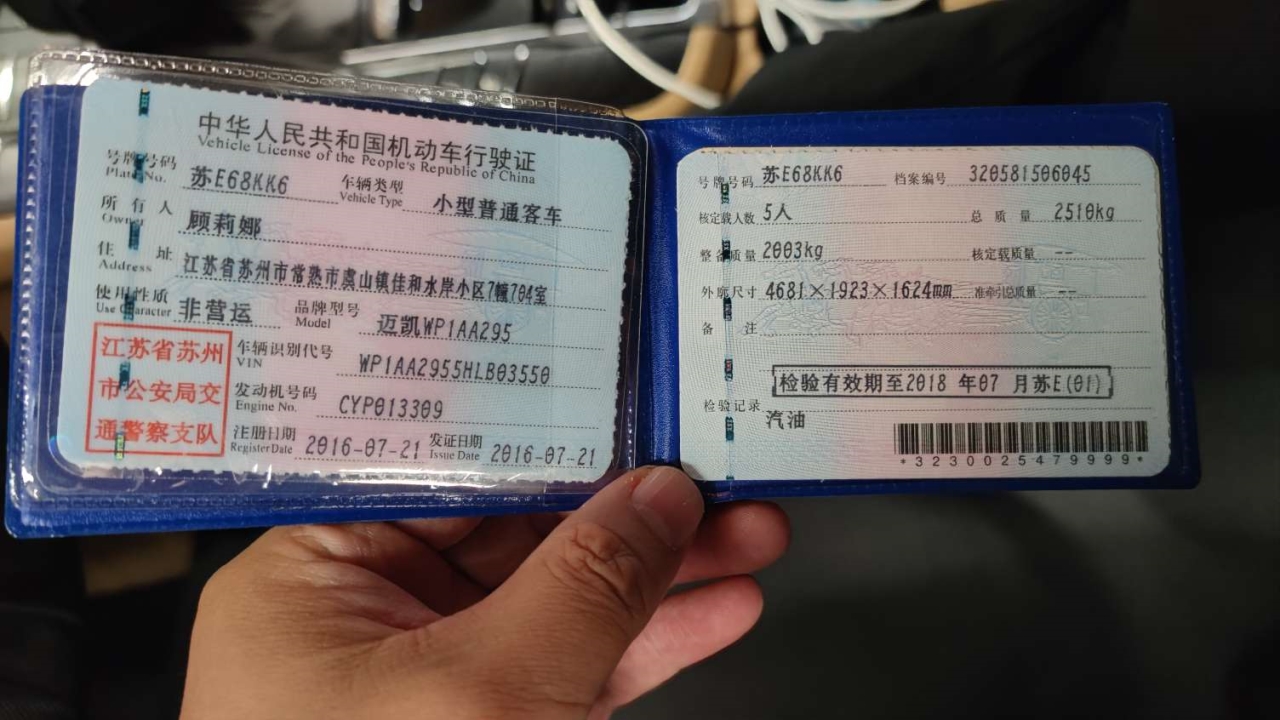 中华人民共和国机动车行驶证
Vehicle License of the People's Republic of China
号牌号码 苏E68KK6 车辆类型 小型普通客车
Plate No. Vehicle Type
所有人 顾莉娜
Owner
住址 江苏省苏州市常熟市虞山镇佳和水岸小区7幢704室
Address
使用性质 非营运 品牌型号 迈凯WP1AA295
Use Character Model
江苏省苏州
市公安局交
通警察支队
车辆识别代号 WP1AA2955HLB03550
VIN
发动机号码 CYP013309
Engine No.
注册日期 2016-07-21 发证日期 2016-07-21
Register Date Issue Date
号牌号码 苏E68KK6 档案编号 320581506045
核定载人数 5人 总质量 2510kg
整备质量 2003kg 核定载质量 --
外廓尺寸 4681×1923×1624mm 准牵引总质量 --
备注
检验有效期至2018 年07 月苏E(01)
检验记录
汽油
*3230025479999*